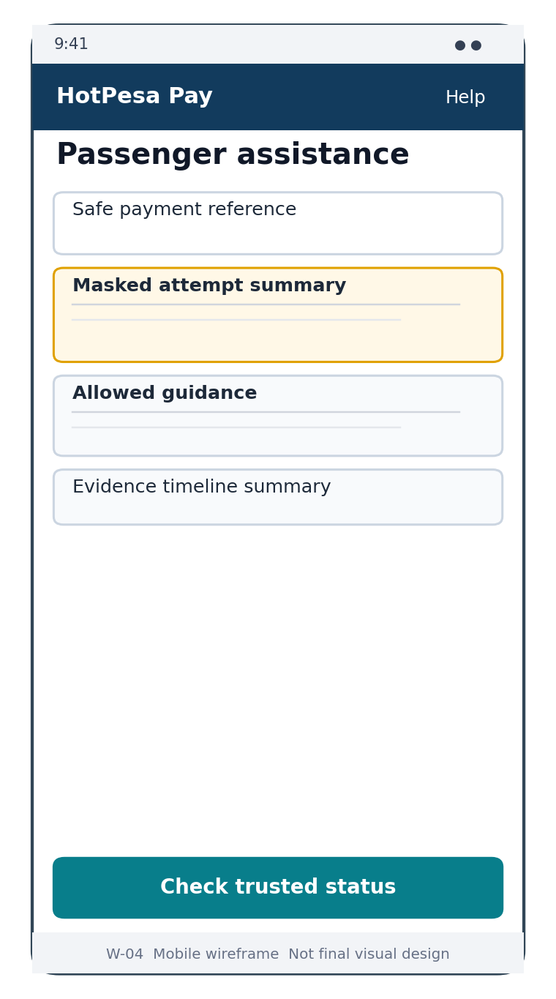 9:41
HotPesa Pay
Help
Passenger assistance
Safe payment reference
Masked attempt summary
Allowed guidance
Evidence timeline summary
Check trusted status
W-04 Mobile wireframe Not final visual design